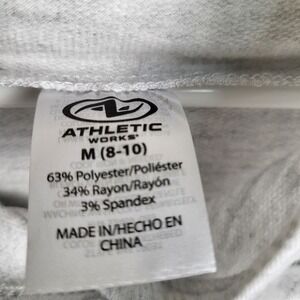 ATHLETIC
WORKS
M (8-10)
63% Polyester/Poliéster
34% Rayon/Rayón
3% Spandex
MADE IN/HECHO EN
CHINA